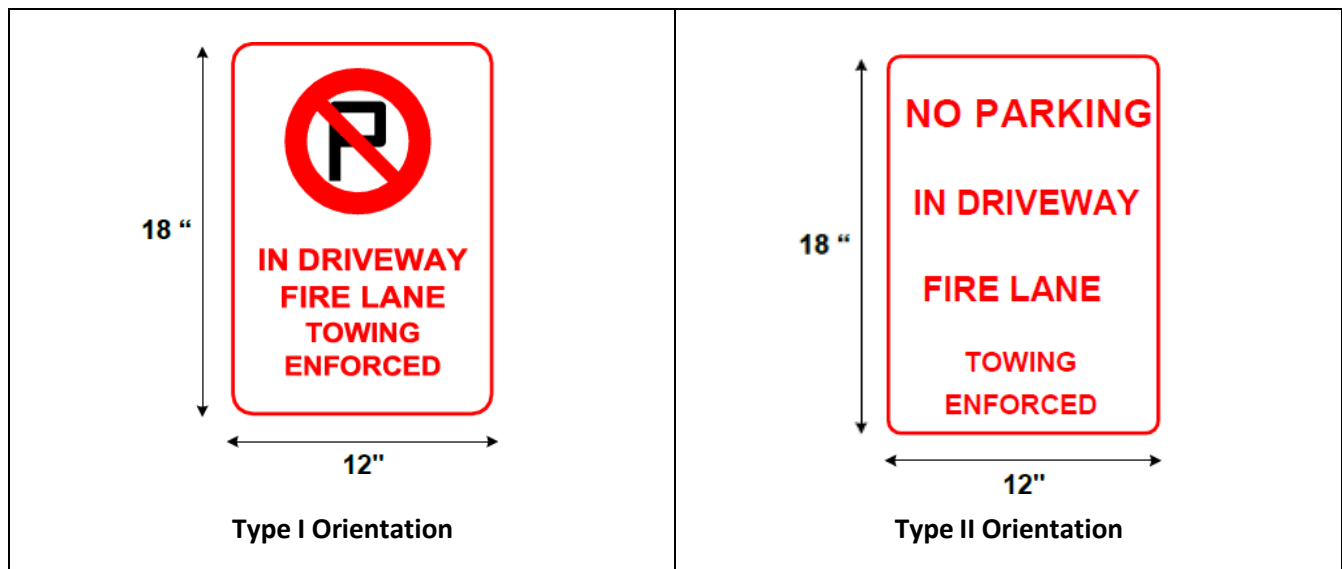 P
18 “
IN DRIVEWAY
FIRE LANE
TOWING
ENFORCED
12"
Type I Orientation
NO PARKING
IN DRIVEWAY
FIRE LANE
TOWING
ENFORCED
18 “
12"
Type II Orientation